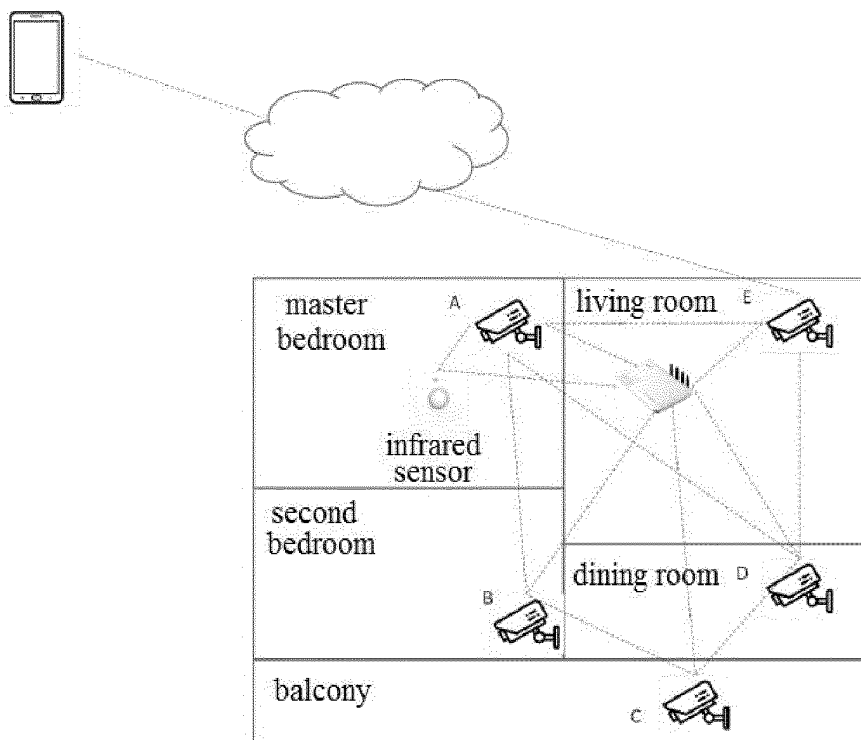 master
bedroom
A
living room
E
infrared
sensor
second
bedroom
B
dining room
D
balcony
C